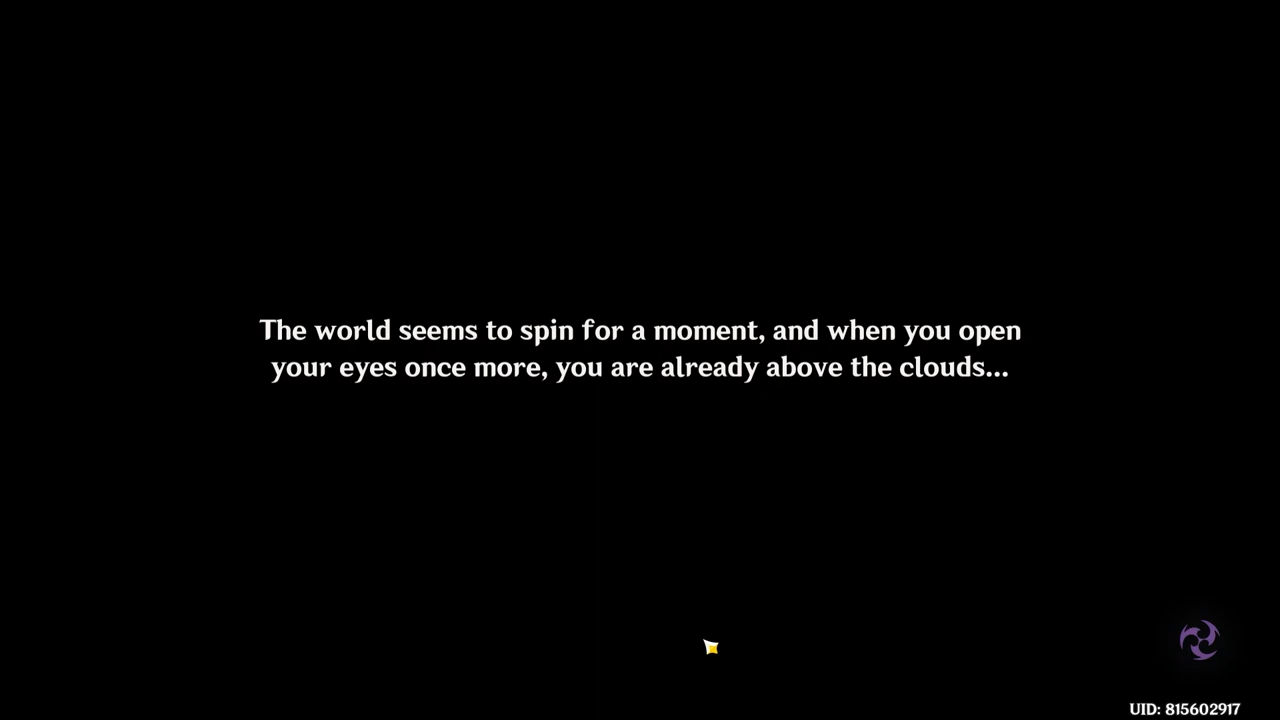 The world seems to spin for a moment, and when you open
your eyes once more, you are already above the clouds...
UID: 815602917